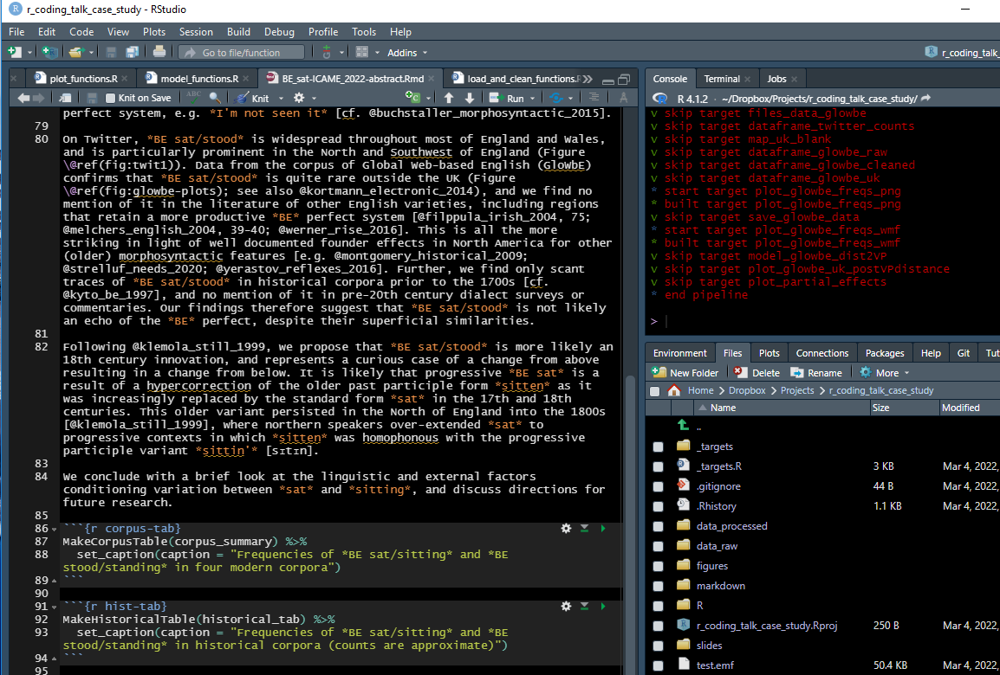 r_coding_talk_case_study - RStudio
File Edit Code View Plots Session Build Debug Profile Tools Help
Go to file/function Addins r_coding_talk_
plot_functions.R model_functions.R BE_sat-ICAME_2022-abstract.Rmd load_and_clean_functions.R
Knit on Save ABC Knit Run
perfect system, e.g. *I'm not seen it* [cf. @buchstaller_morphosyntactic_2015].
79
80 On Twitter, *BE sat/stood* is widespread throughout most of England and Wales,
and is particularly prominent in the North and Southwest of England (Figure
\@ref(fig:twit1)). Data from the corpus of Global Web-based English (GloWbE)
confirms that *BE sat/stood* is quite rare outside the UK (Figure
\@ref(fig:glowbe-plots); see also @kortmann_electronic_2014), and we find no
mention of it in the literature of other English varieties, including regions
that retain a more productive *BE* perfect system [@filppula_irish_2004, 75;
@melchers_english_2004, 39-40; @werner_rise_2016]. This is all the more
striking in light of well documented founder effects in North America for other
(older) morphosyntactic features [e.g. @montgomery_historical_2009;
@strelluf_needs_2020; @yerastov_reflexes_2016]. Further, we find only scant
traces of *BE sat/stood* in historical corpora prior to the 1700s [cf.
@kyto_be_1997], and no mention of it in pre-20th century dialect surveys or
commentaries. Our findings therefore suggest that *BE sat/stood* is not likely
an echo of the *BE* perfect, despite their superficial similarities.
81
82 Following @klemola_still_1999, we propose that *BE sat/stood* is more likely an
18th century innovation, and represents a curious case of a change from above
resulting in a change from below. It is likely that progressive *BE sat* is a
result of a hypercorrection of the older past participle form *sitten* as it
was increasingly replaced by the standard form *sat* in the 17th and 18th
centuries. This older variant persisted in the North of England into the 1800s
[@klemola_still_1999], where northern speakers over-extended *sat* to
progressive contexts in which *sitten* was homophonous with the progressive
participle variant *sittin'* [sɪtɪn].
83
84 We conclude with a brief look at the linguistic and external factors
conditioning variation between *sat* and *sitting*, and discuss directions for
future research.
85
86 ```{r corpus-tab}
87 MakeCorpusTable(corpus_summary) %>%
88 set_caption(caption = "Frequencies of *BE sat/sitting* and *BE
stood/standing* in four modern corpora")
89 ```
90
91 ```{r hist-tab}
92 MakeHistoricalTable(historical_tab) %>%
93 set_caption(caption = "Frequencies of *BE sat/sitting* and *BE
stood/standing* in historical corpora (counts are approximate)")
94 ```
95
Console Terminal Jobs
R 4.1.2 · ~/Dropbox/Projects/r_coding_talk_case_study/
v skip target files_data_glowbe
v skip target dataframe_twitter_counts
v skip target map_uk_blank
v skip target dataframe_glowbe_raw
v skip target dataframe_glowbe_cleaned
v skip target dataframe_glowbe_uk
* start target plot_glowbe_freqs_png
* built target plot_glowbe_freqs_png
v skip target save_glowbe_data
* start target plot_glowbe_freqs_wmf
* built target plot_glowbe_freqs_wmf
v skip target model_glowbe_dist2VP
v skip target plot_glowbe_uk_postVPdistance
v skip target plot_partial_effects
* end pipeline
>
Environment Files Plots Connections Packages Help Git Tut
New Folder Delete Rename More
Home Dropbox Projects r_coding_talk_case_study
Name Size Modified
..
_targets
_targets.R 3 KB Mar 4, 2022,
.gitignore 44 B Mar 4, 2022,
.Rhistory 1.1 KB Mar 4, 2022,
data_processed
data_raw
figures
markdown
R
r_coding_talk_case_study.Rproj 250 B Mar 4, 2022,
slides
test.emf 50.4 KB Mar 4, 2022,